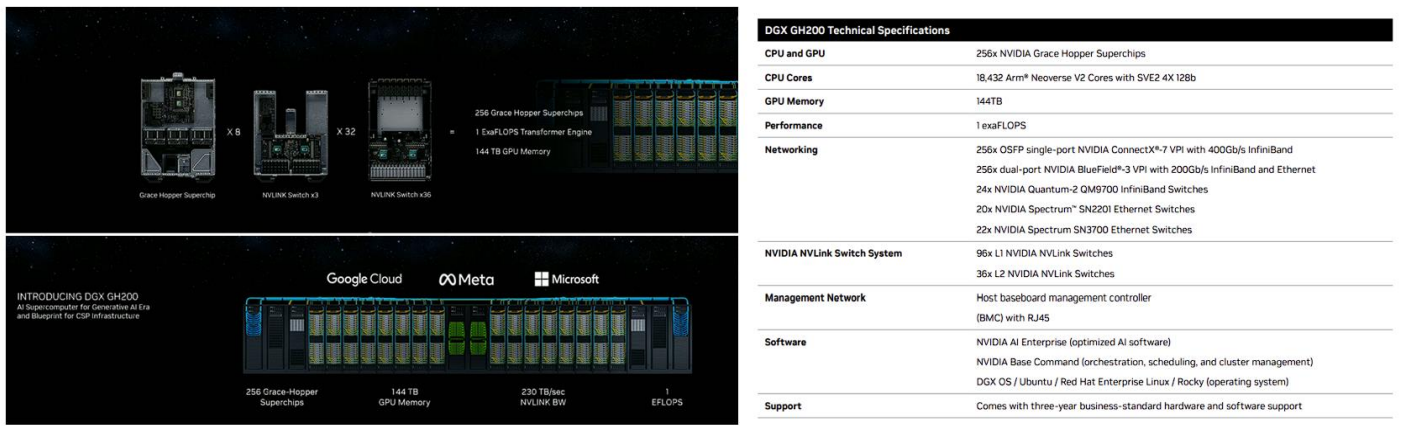 256 Grace Hopper Superchips
X 8
X 32
=
1 ExaFLOPS Transformer Engine
144 TB GPU Memory
Grace Hopper Superchip
NVLINK Switch x3
NVLINK Switch x36
Google Cloud
Meta
Microsoft
INTRODUCING DGX GH200
AI Supercomputer for Generative AI Era
and Blueprint for CSP Infrastructure
256 Grace-Hopper
Superchips
144 TB
GPU Memory
230 TB/sec
NVLINK BW
1
EFLOPS
DGX GH200 Technical Specifications
CPU and GPU 256x NVIDIA Grace Hopper Superchips
CPU Cores 18,432 Arm® Neoverse V2 Cores with SVE2 4X 128b
GPU Memory 144TB
Performance 1 exaFLOPS
Networking 256x OSFP single-port NVIDIA ConnectX®-7 VPI with 400Gb/s InfiniBand
256x dual-port NVIDIA BlueField®-3 VPI with 200Gb/s InfiniBand and Ethernet
24x NVIDIA Quantum-2 QM9700 InfiniBand Switches
20x NVIDIA Spectrum™ SN2201 Ethernet Switches
22x NVIDIA Spectrum SN3700 Ethernet Switches
NVIDIA NVLink Switch System 96x L1 NVIDIA NVLink Switches
36x L2 NVIDIA NVLink Switches
Management Network Host baseboard management controller
(BMC) with RJ45
Software NVIDIA AI Enterprise (optimized AI software)
NVIDIA Base Command (orchestration, scheduling, and cluster management)
DGX OS / Ubuntu / Red Hat Enterprise Linux / Rocky (operating system)
Support Comes with three-year business-standard hardware and software support